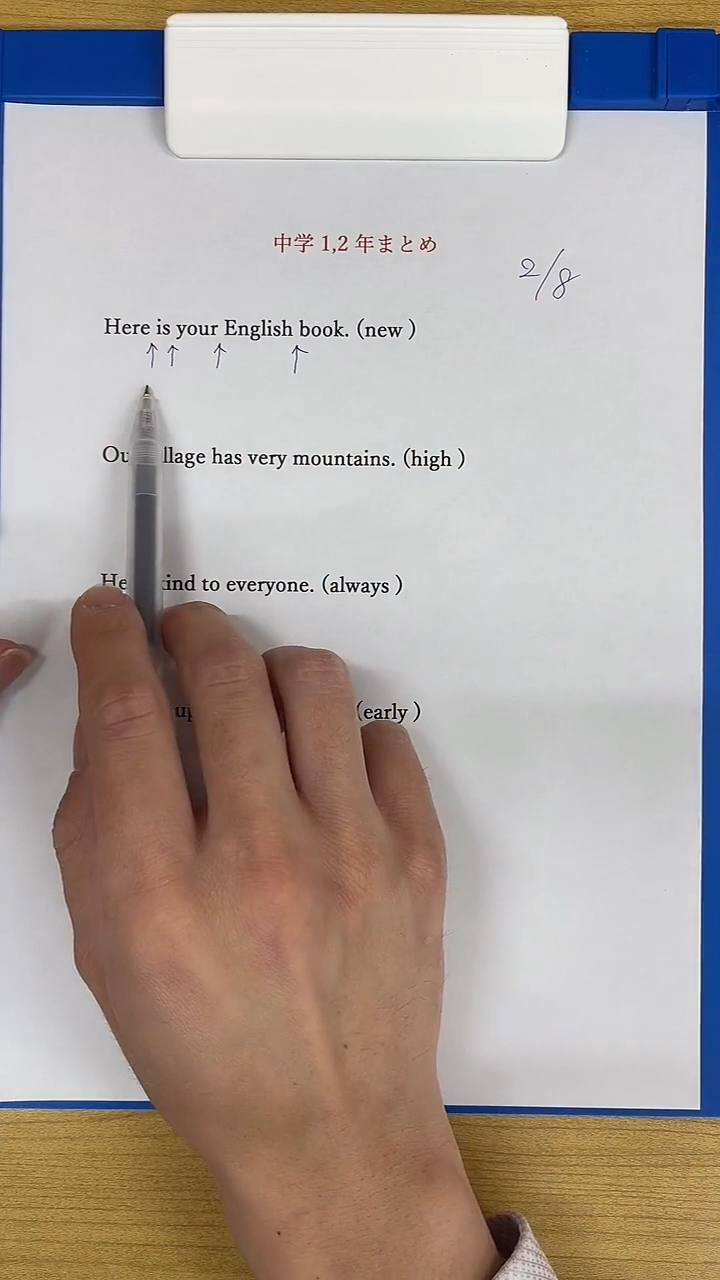 中学 1,2 年まとめ
2/8
Here is your English book. (new )
has very mountains. (high )
to everyone. (always )
(early )